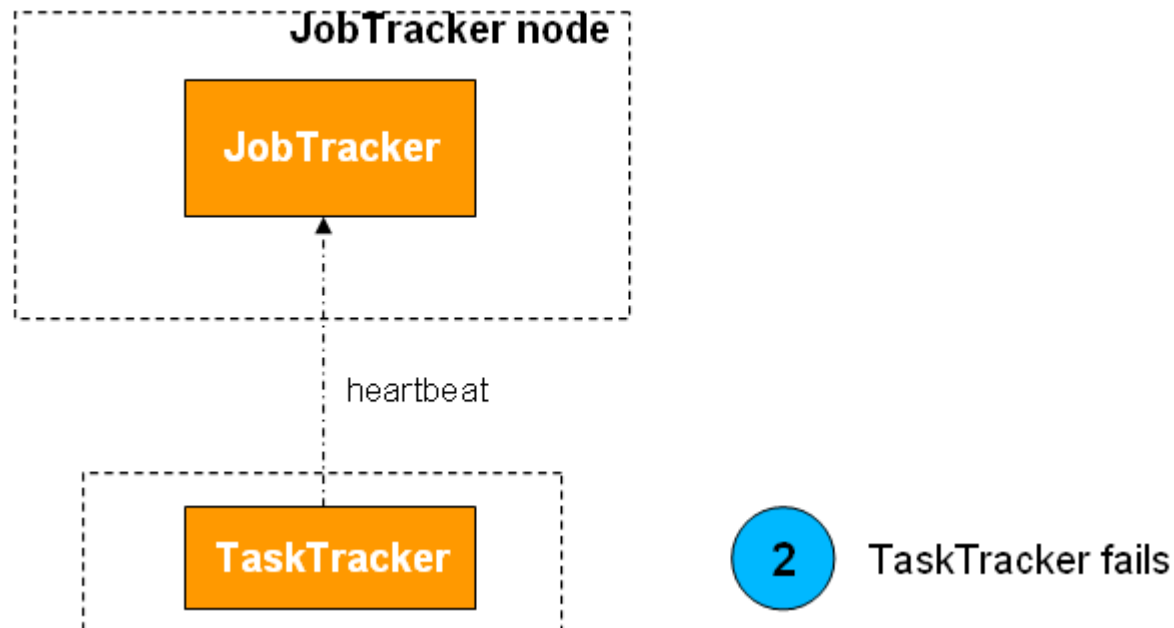 JobTracker node
JobTracker
heartbeat
TaskTracker
2 TaskTracker fails